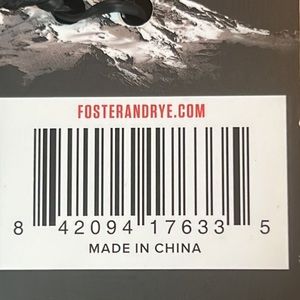 FOSTERANDRYE.COM
8 42094 17633 5
MADE IN CHINA